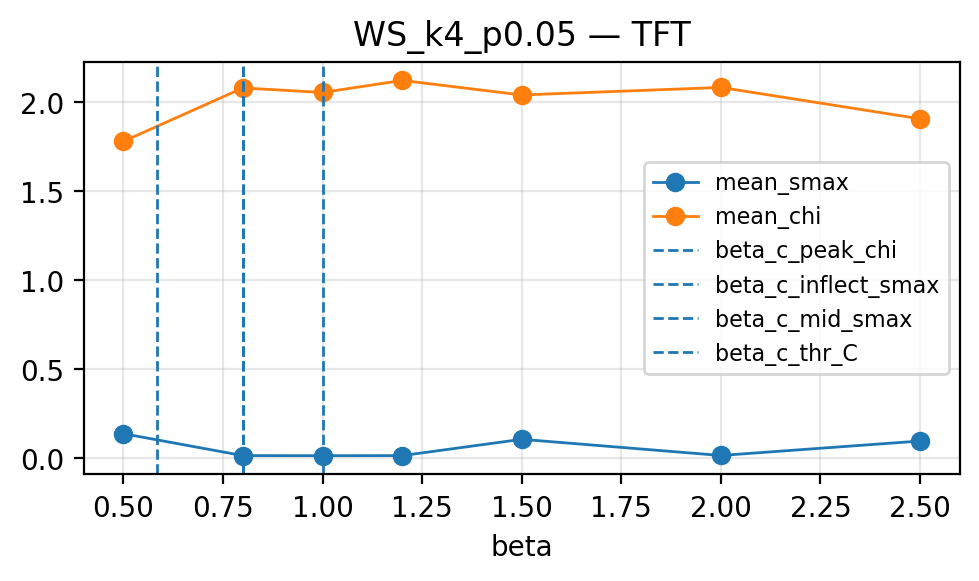 WS_k4_p0.05 — TFT
2.0
1.5
1.0
0.5
0.0
mean_smax
mean_chi
beta_c_peak_chi
beta_c_inflect_smax
beta_c_mid_smax
beta_c_thr_C
0.50 0.75 1.00 1.25 1.50 1.75 2.00 2.25 2.50
beta